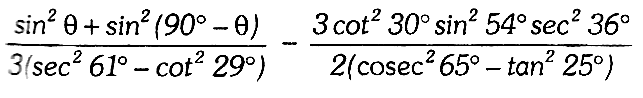 sin² θ + sin² (90° – θ) / 3(sec² 61° – cot² 29°) – 3 cot² 30° sin² 54° sec² 36° / 2(cosec² 65° – tan² 25°)